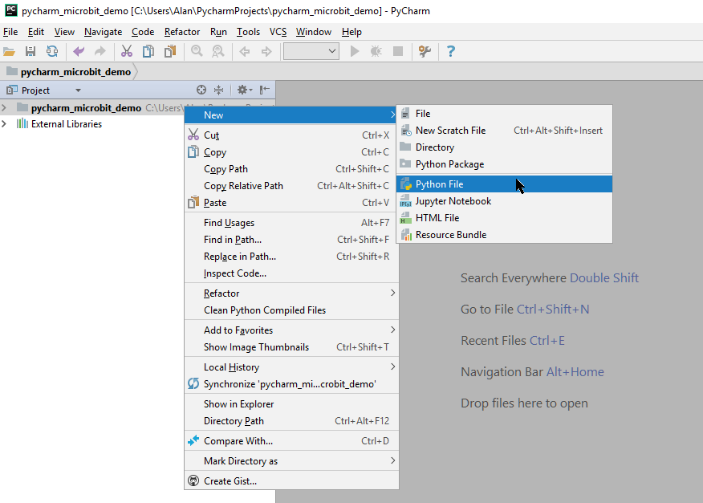 pycharm_microbit_demo [C:\Users\Alan\PycharmProjects\pycharm_microbit_demo] - PyCharm
File Edit View Navigate Code Refactor Run Tools VCS Window Help
pycharm_microbit_demo
Project
pycharm_microbit_demo
External Libraries
New
Cut Ctrl+X
Copy Ctrl+C
Copy Path Ctrl+Shift+C
Copy Relative Path Ctrl+Alt+Shift+C
Paste Ctrl+V
Find Usages Alt+F7
Find in Path... Ctrl+Shift+F
Replace in Path... Ctrl+Shift+R
Inspect Code...
Refactor
Clean Python Compiled Files
Add to Favorites
Show Image Thumbnails Ctrl+Shift+T
Local History
Synchronize 'pycharm_mi...crobit_demo'
Show in Explorer
Directory Path Ctrl+Alt+F12
Compare With... Ctrl+D
Mark Directory as
Create Gist...
File
New Scratch File Ctrl+Alt+Shift+Insert
Directory
Python Package
Python File
Jupyter Notebook
HTML File
Resource Bundle
Search Everywhere Double Shift
Go to File Ctrl+Shift+N
Recent Files Ctrl+E
Navigation Bar Alt+Home
Drop files here to open